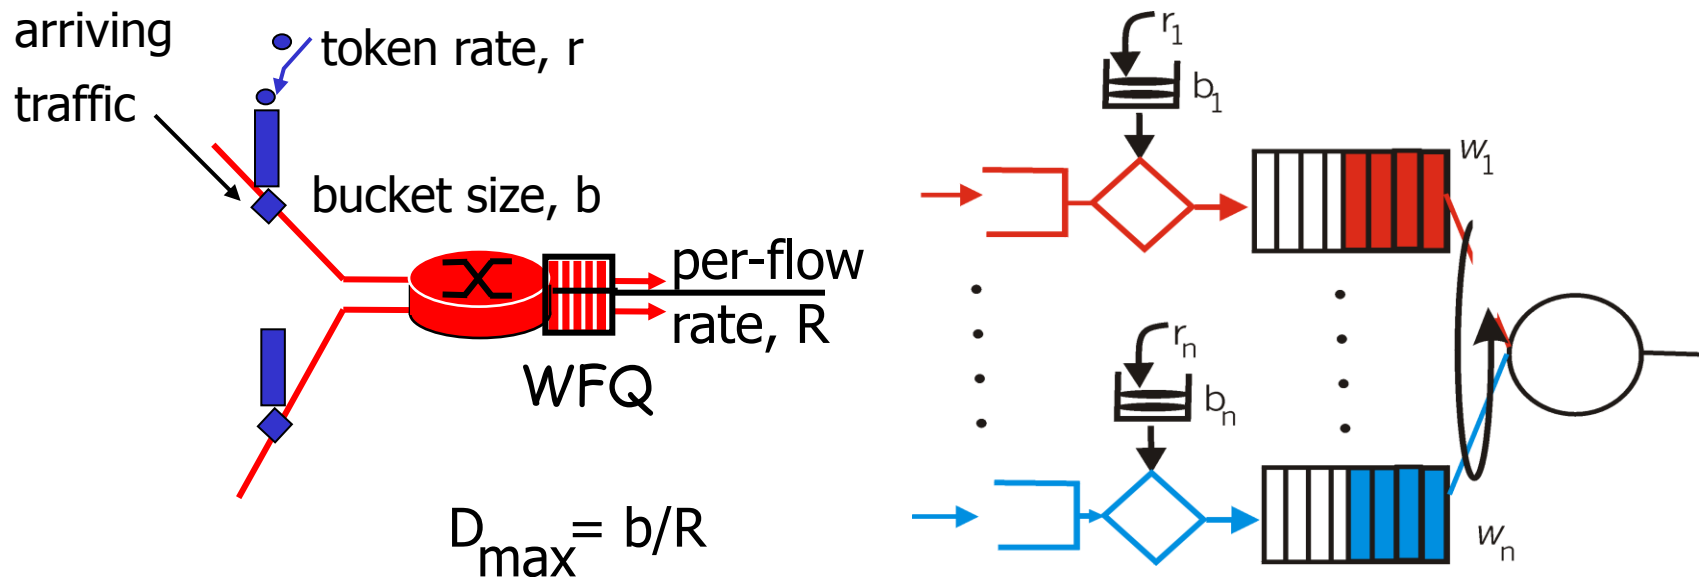 arriving
traffic
token rate, r
bucket size, b
per-flow
rate, R
WFQ
Dmax = b/R
r1
b1
w1
rn
bn
wn